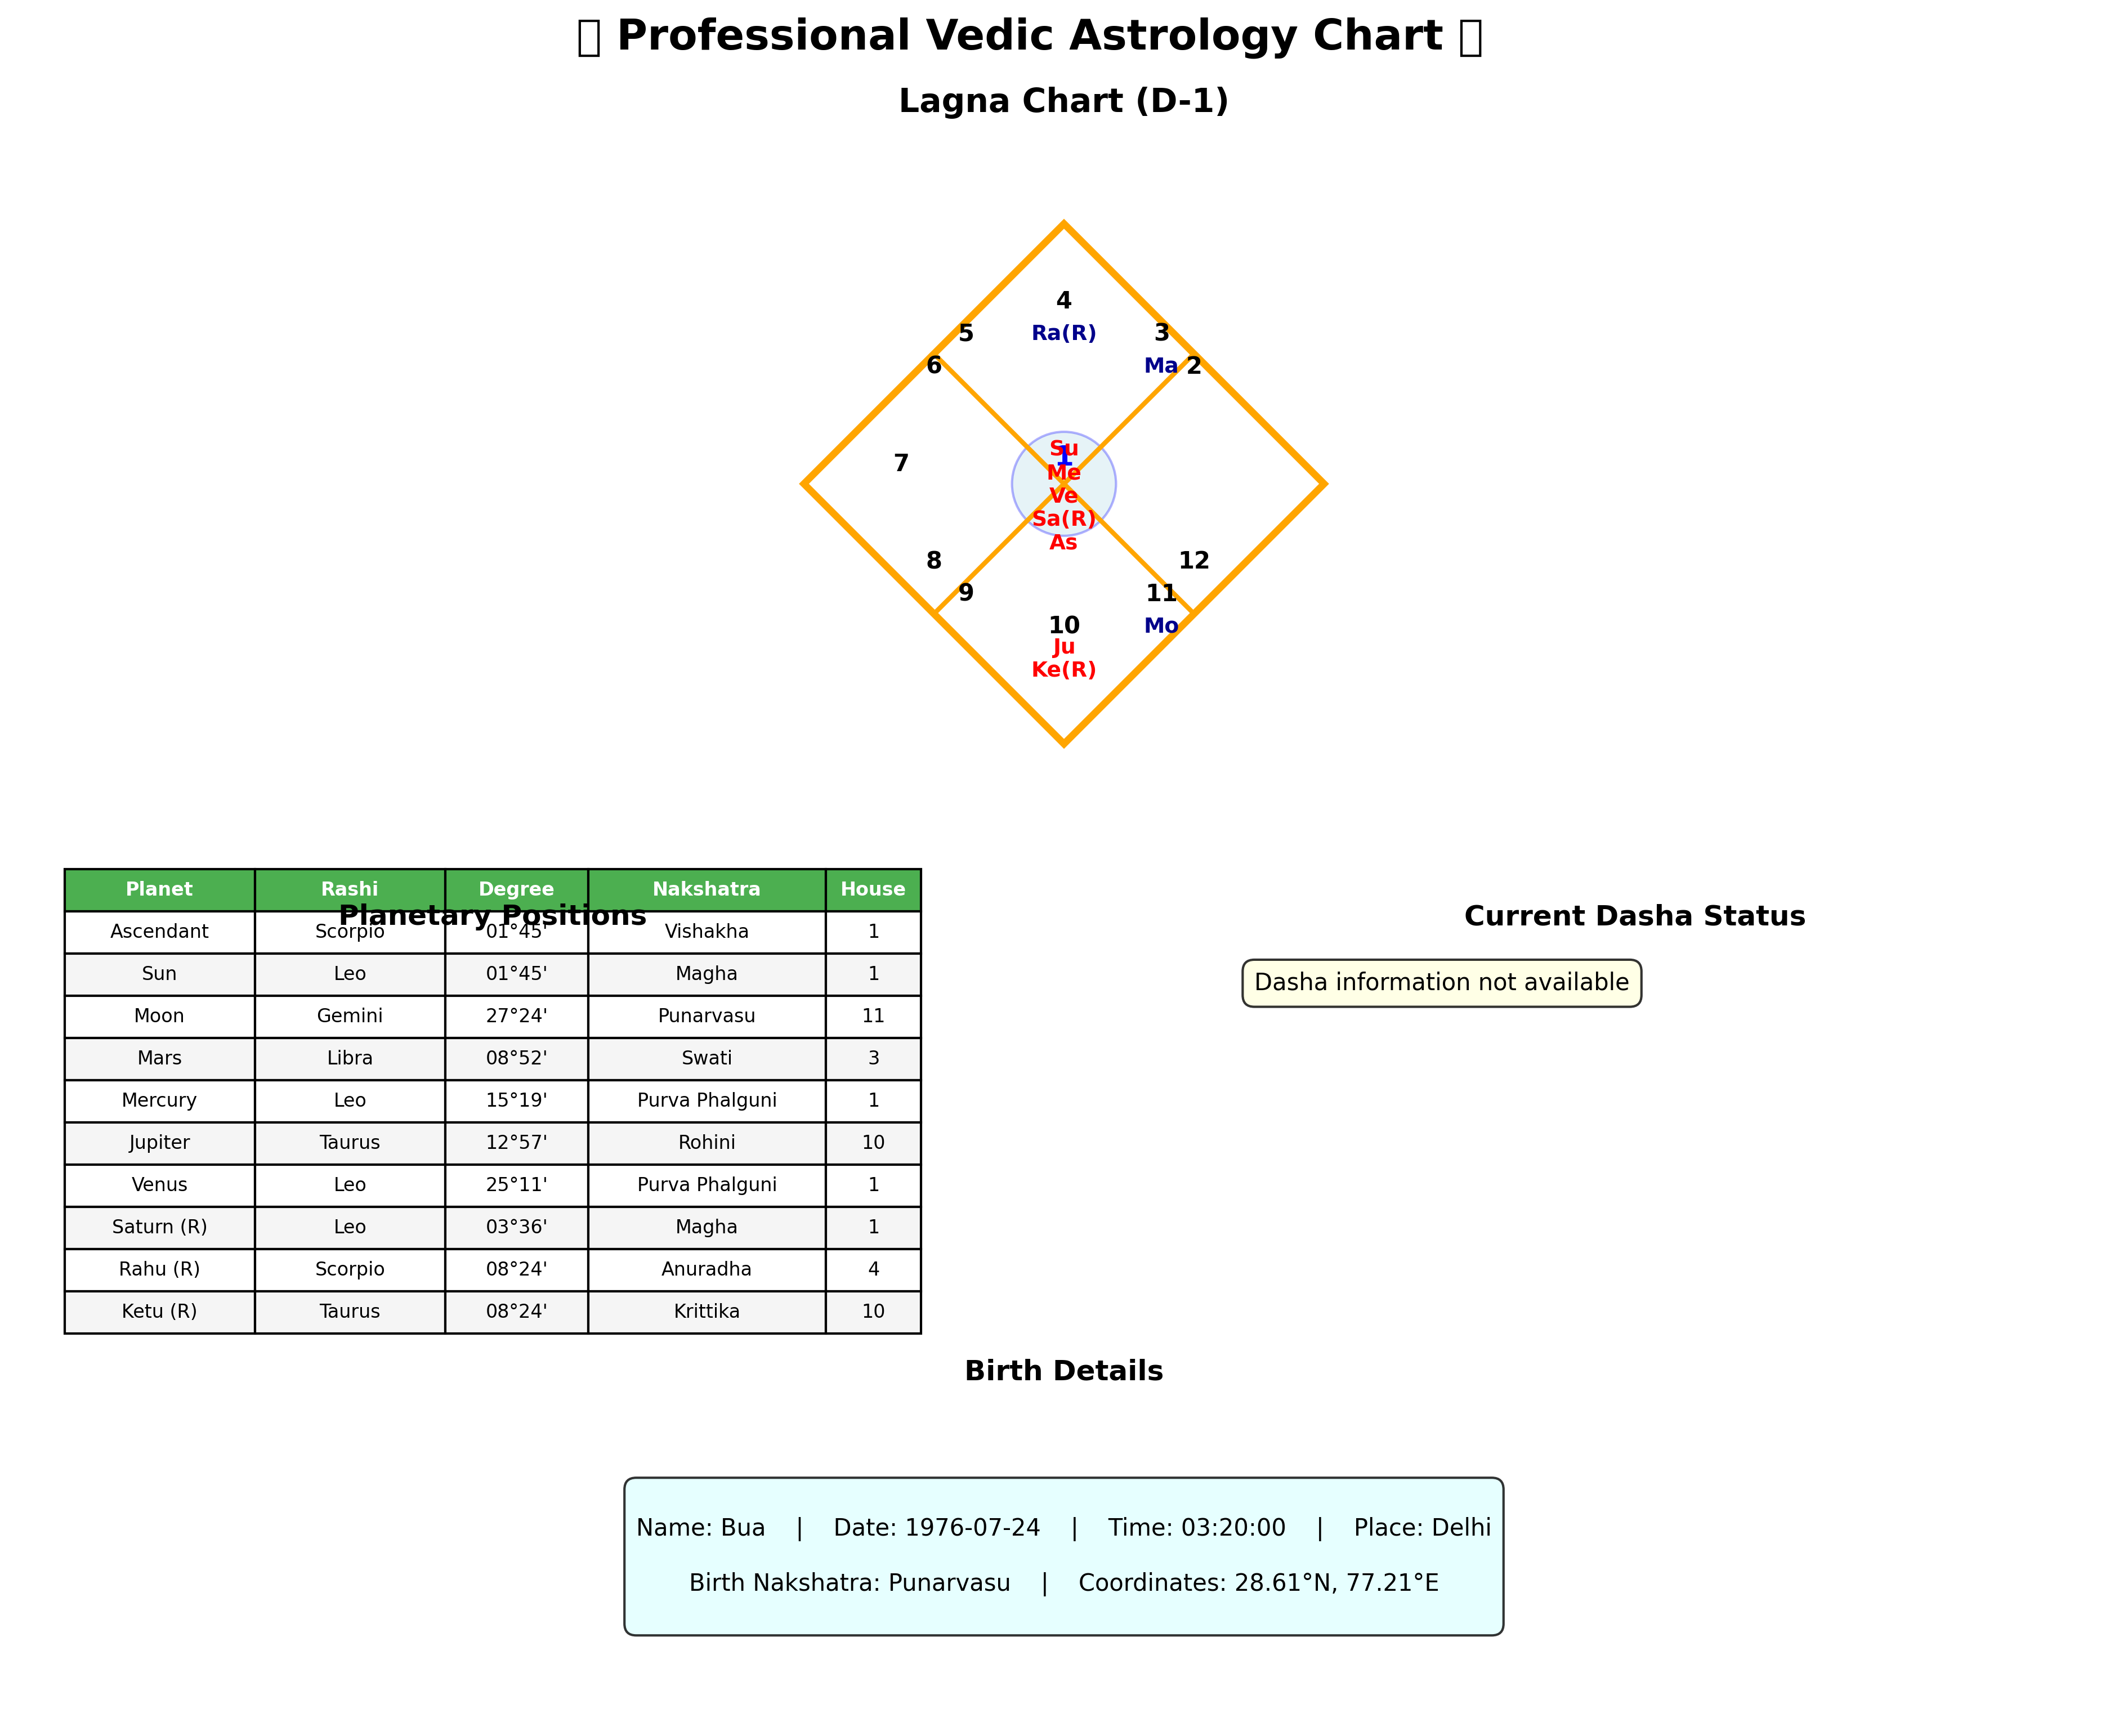 Professional Vedic Astrology Chart
Lagna Chart (D-1)
4
5
Ra(R)
3
6
Ma
2
Su
1
7
Me
Ve
Sa(R)
As
8
12
9
11
10
Mo
Ju
Ke(R)
Planetary Positions
Planet Rashi Degree Nakshatra House
Ascendant Scorpio 01°45' Vishakha 1
Sun Leo 01°45' Magha 1
Moon Gemini 27°24' Punarvasu 11
Mars Libra 08°52' Swati 3
Mercury Leo 15°19' Purva Phalguni 1
Jupiter Taurus 12°57' Rohini 10
Venus Leo 25°11' Purva Phalguni 1
Saturn (R) Leo 03°36' Magha 1
Rahu (R) Scorpio 08°24' Anuradha 4
Ketu (R) Taurus 08°24' Krittika 10
Current Dasha Status
Dasha information not available
Birth Details
Name: Bua | Date: 1976-07-24 | Time: 03:20:00 | Place: Delhi
Birth Nakshatra: Punarvasu | Coordinates: 28.61°N, 77.21°E